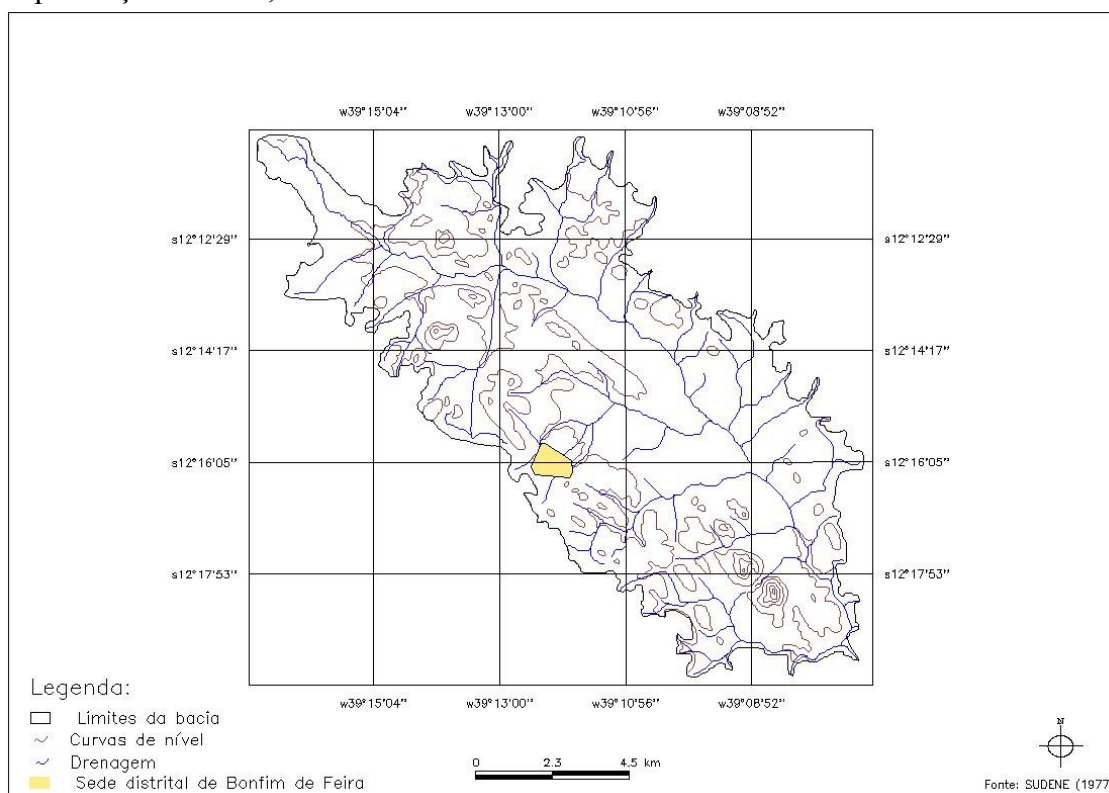 w39°15'04" w39°13'00" w39°10'56" w39°08'52"
s12°12'29" s12°12'29"
s12°14'17" s12°14'17"
s12°16'05" s12°16'05"
s12°17'53" s12°17'53"
w39°15'04" w39°13'00" w39°10'56" w39°08'52"
Legenda:
Limites da bacia
Curvas de nível
Drenagem
Sede distrital de Bonfim de Feira
0 2.3 4.5 km
N
Fonte: SUDENE (1977